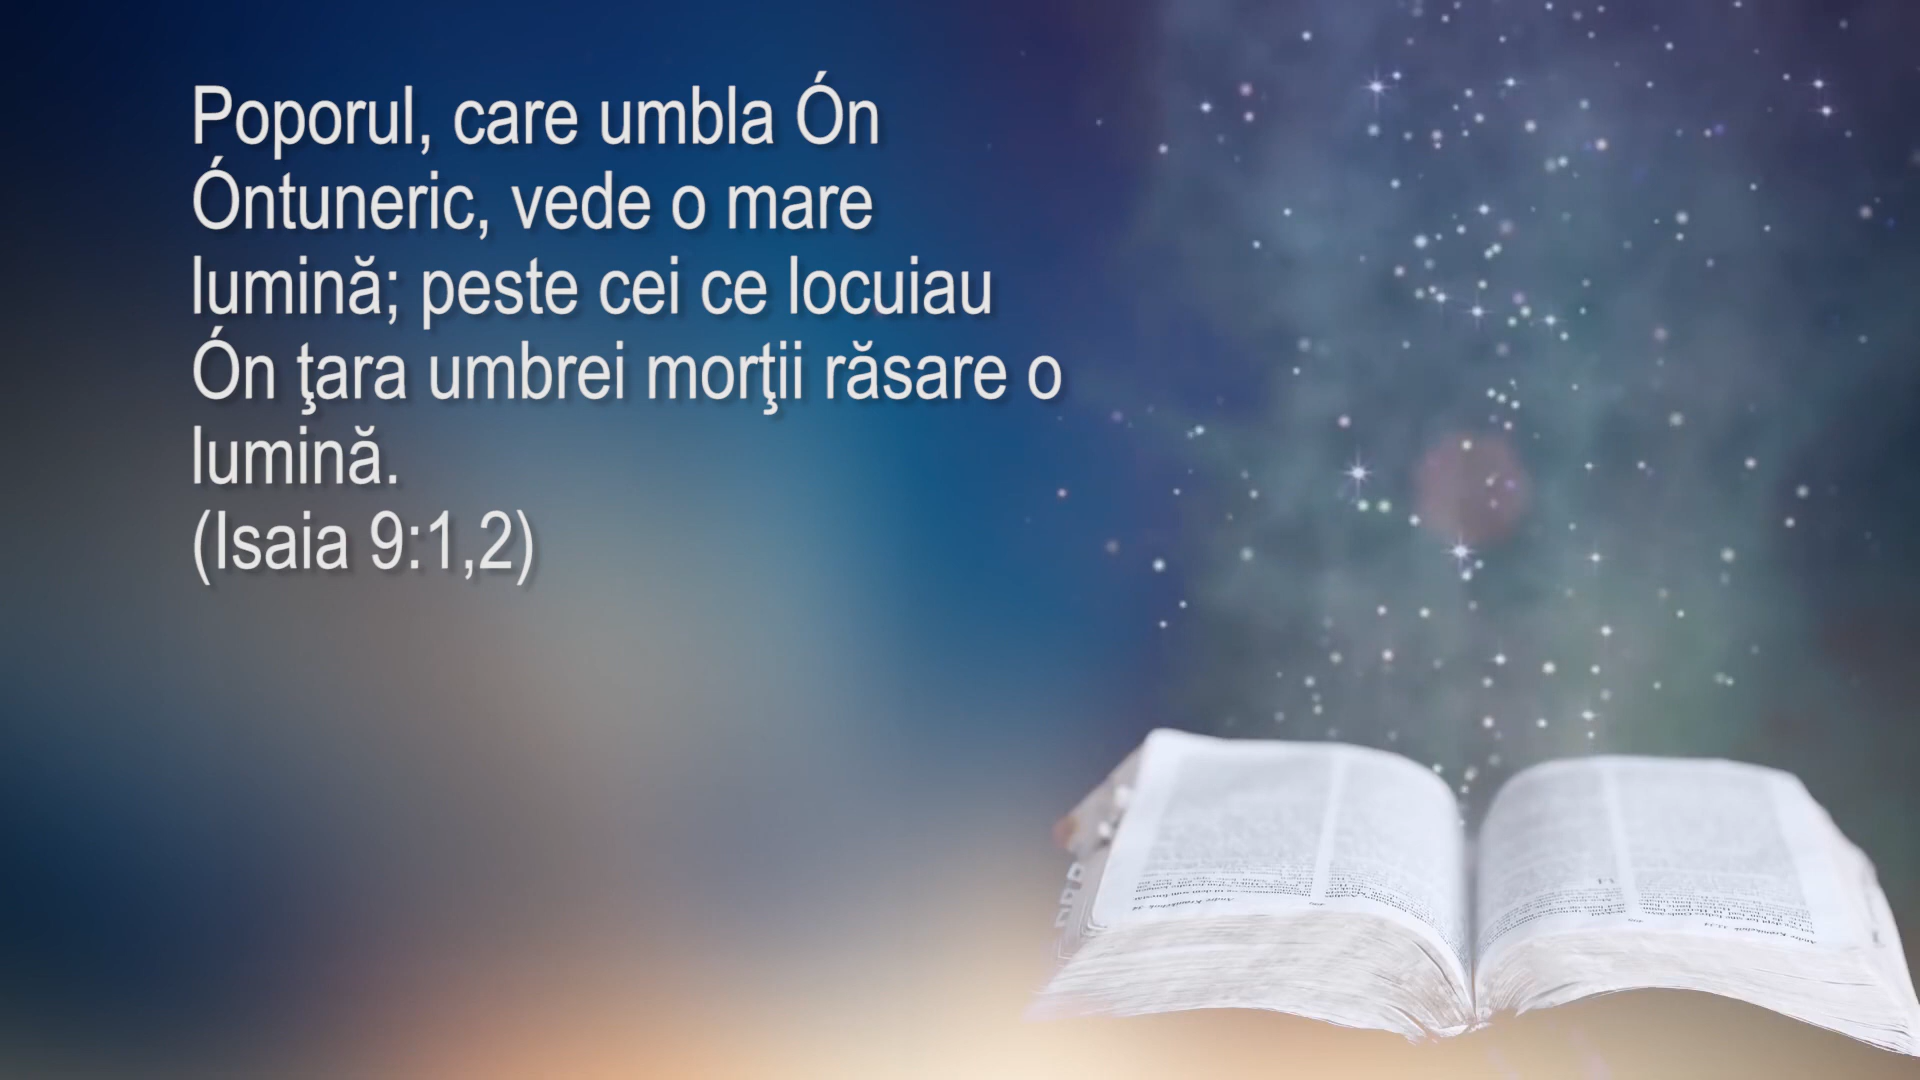 Poporul, care umbla Ón
Óntuneric, vede o mare
lumină; peste cei ce locuiau
Ón ţara umbrei morţii răsare o
lumină.
(Isaia 9:1,2)